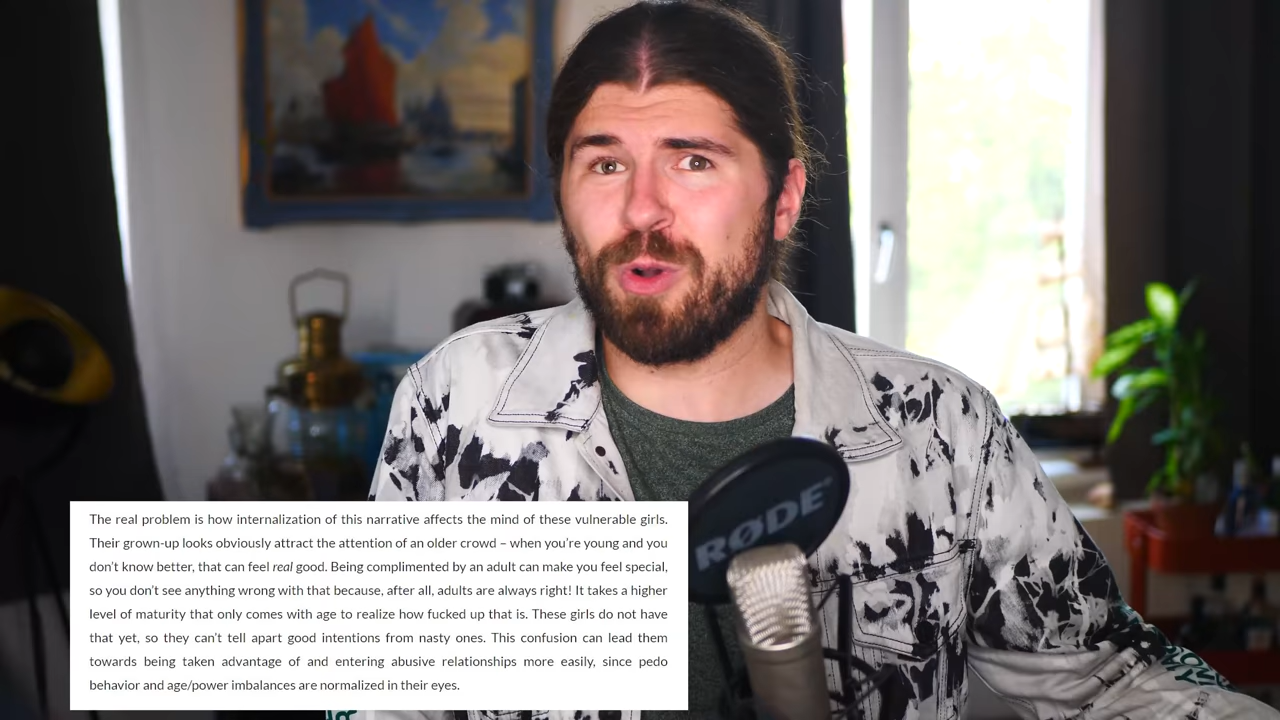 The real problem is how internalization of this narrative affects the mind of these vulnerable girls.
Their grown-up looks obviously attract the attention of an older crowd – when you're young and you
don't know better, that can feel real good. Being complimented by an adult can make you feel special,
so you don't see anything wrong with that because, after all, adults are always right! It takes a higher
level of maturity that only comes with age to realize how fucked up that is. These girls do not have
that yet, so they can't tell apart good intentions from nasty ones. This confusion can lead them
towards being taken advantage of and entering abusive relationships more easily, since pedo
behavior and age/power imbalances are normalized in their eyes.
RØDE